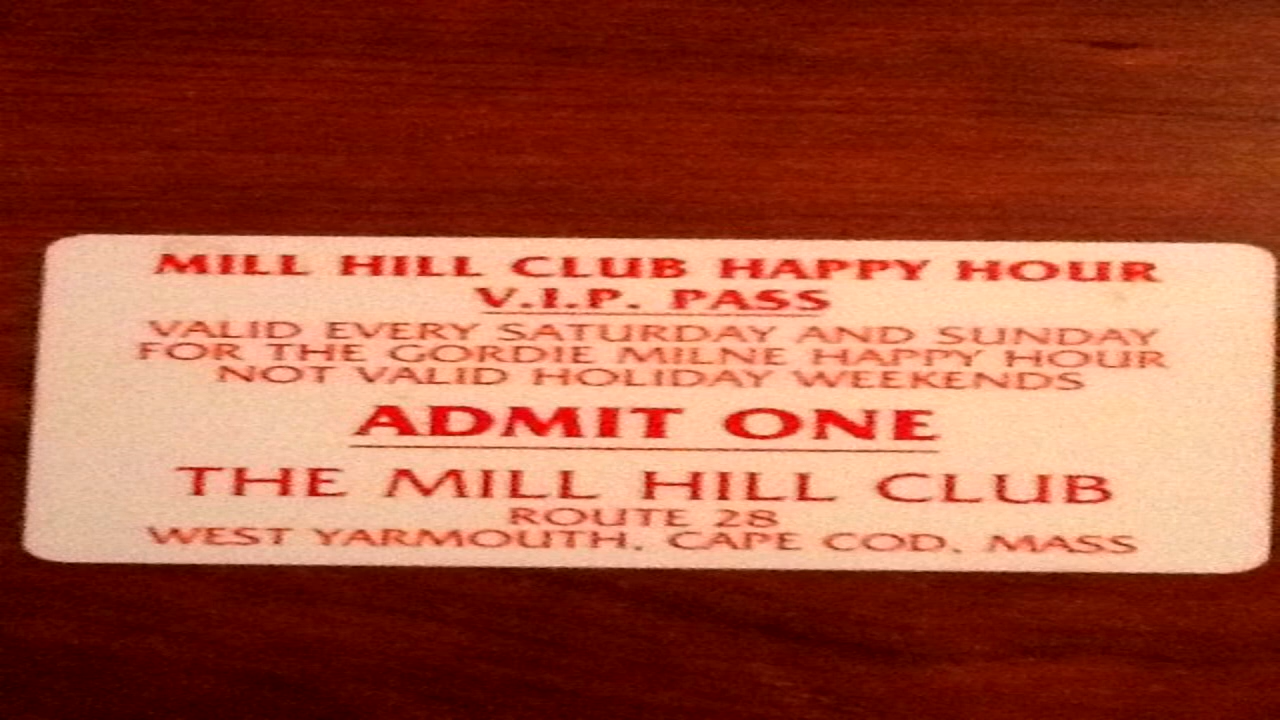 MILL HILL CLUB HAPPY HOUR
V.I.P. PASS
VALID EVERY SATURDAY AND SUNDAY
FOR THE GORDIE MILNE HAPPY HOUR
NOT VALID HOLIDAY WEEKENDS
ADMIT ONE
THE MILL HILL CLUB
ROUTE 28
WEST YARMOUTH, CAPE COD, MASS